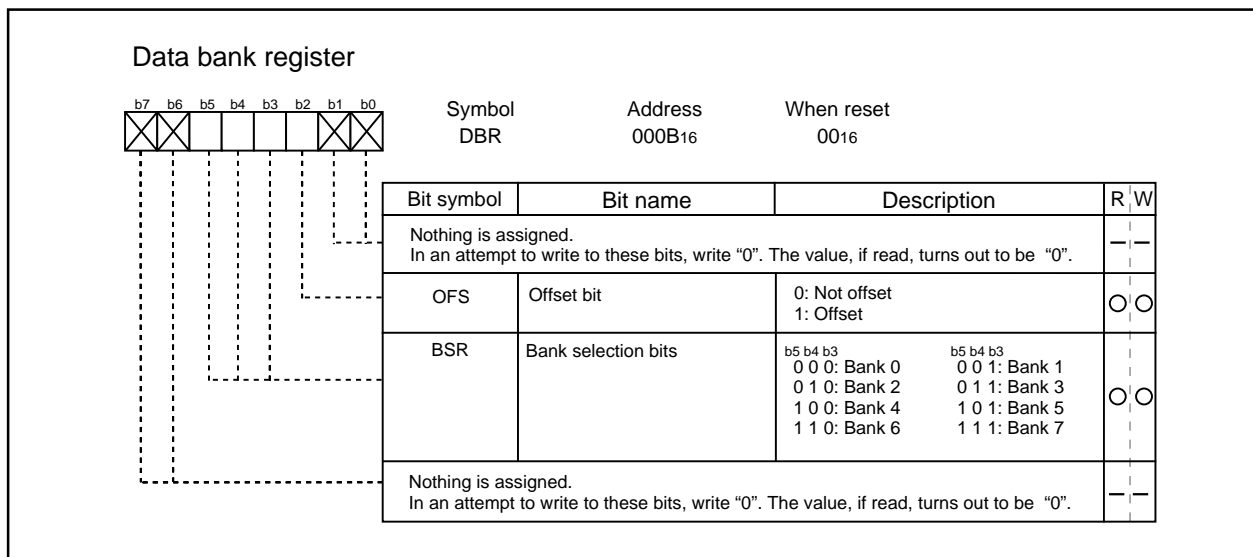 Data bank register
b7 b6 b5 b4 b3 b2 b1 b0
Symbol Address When reset
DBR 000B16 0016
Bit symbol Bit name Description R W
Nothing is assigned.
In an attempt to write to these bits, write “0”. The value, if read, turns out to be “0”.
OFS Offset bit 0: Not offset
1: Offset
BSR Bank selection bits b5 b4 b3 b5 b4 b3
0 0 0: Bank 0 0 0 1: Bank 1
0 1 0: Bank 2 0 1 1: Bank 3
1 0 0: Bank 4 1 0 1: Bank 5
1 1 0: Bank 6 1 1 1: Bank 7
Nothing is assigned.
In an attempt to write to these bits, write “0”. The value, if read, turns out to be “0”.